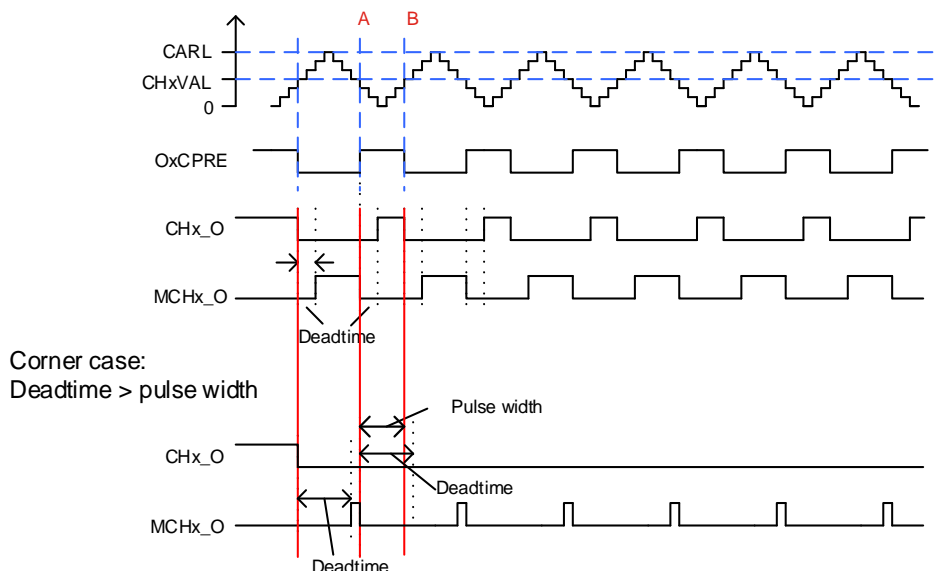 A
B
CARL
CHxVAL
0
OxCPRE
CHx_O
MCHx_O
Deadtime
Corner case:
Deadtime > pulse width
Pulse width
CHx_O
Deadtime
MCHx_O
Deadtime